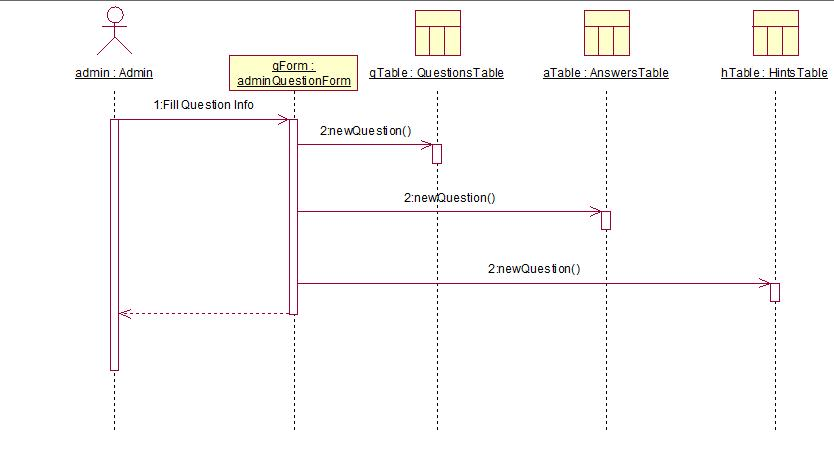 admin : Admin
qForm :
adminQuestionForm
qTable : QuestionsTable
aTable : AnswersTable
hTable : HintsTable
1:Fill Question Info
2:newQuestion()
2:newQuestion()
2:newQuestion()